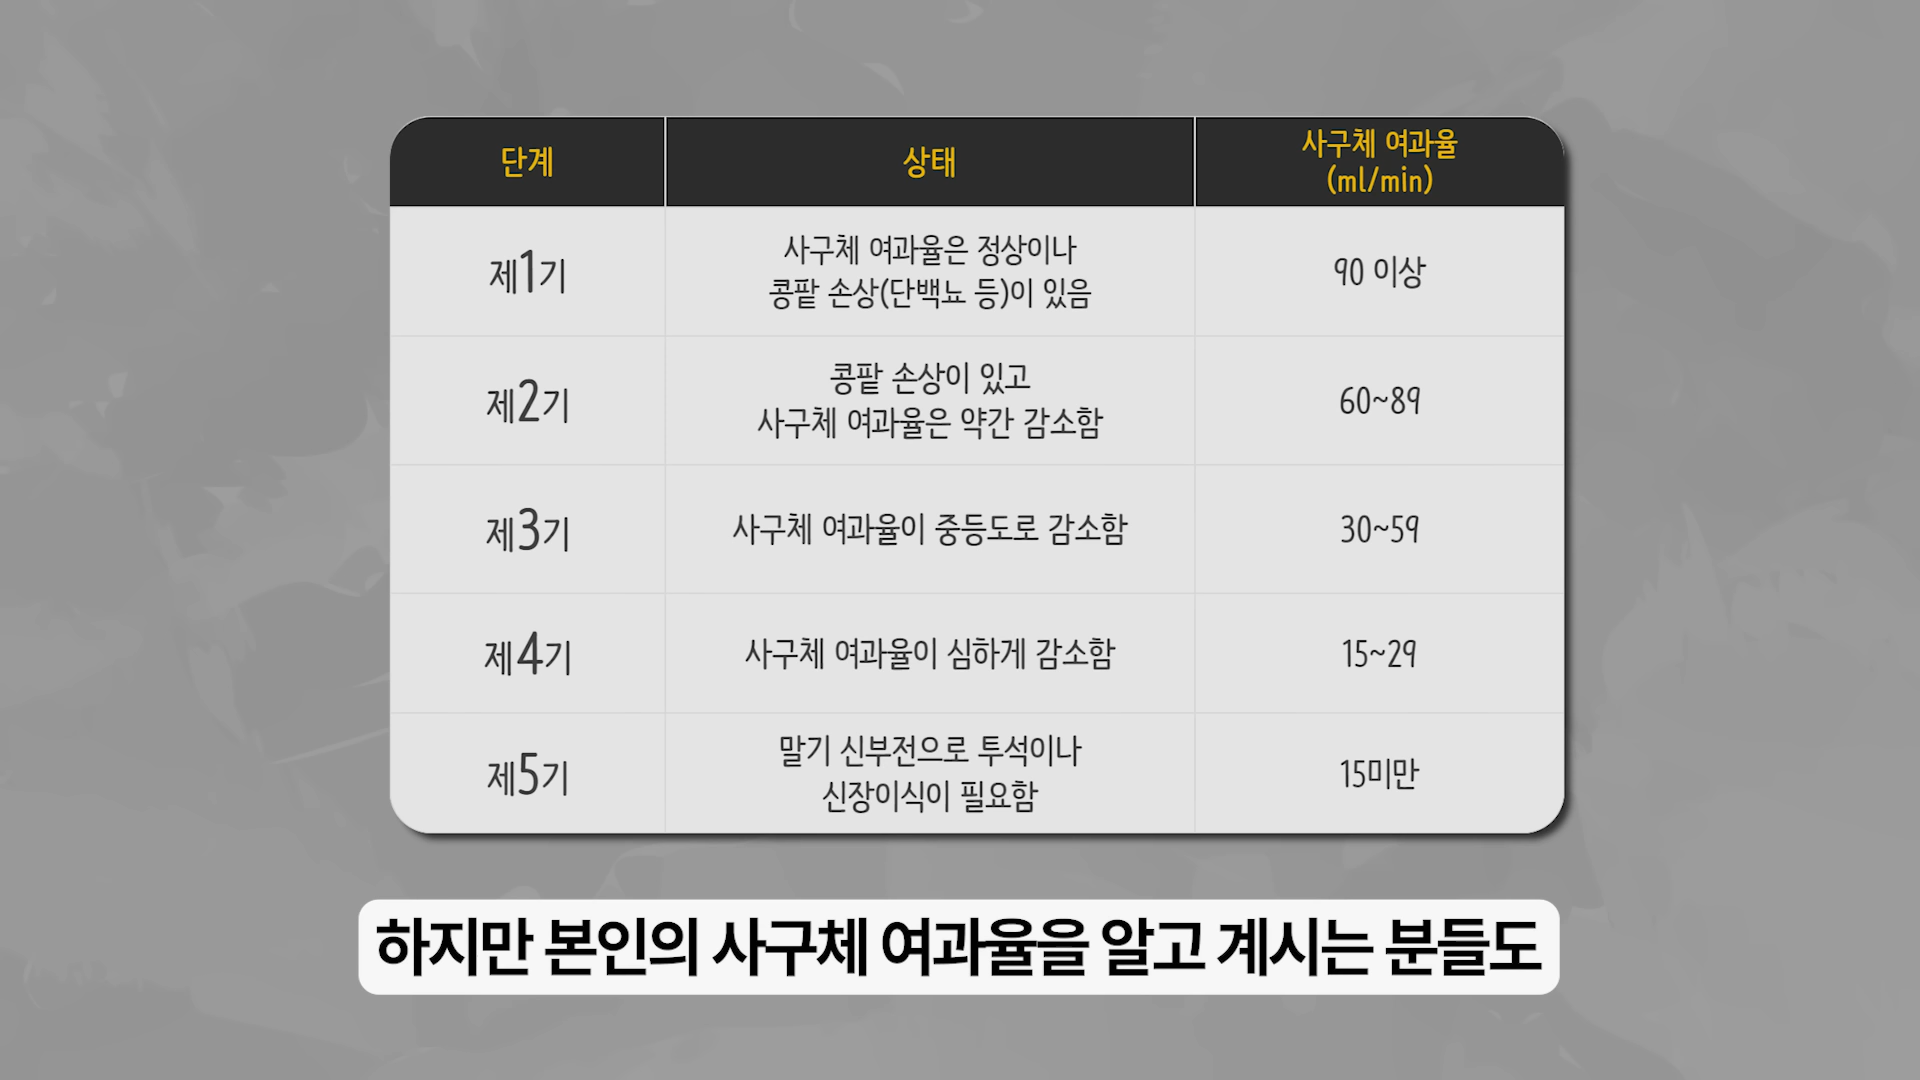 단계
상태
사구체 여과율
(ml/min)
제1기
사구체 여과율은 정상이나
콩팥 손상(단백뇨 등)이 있음
90 이상
제2기
콩팥 손상이 있고
사구체 여과율은 약간 감소함
60~89
제3기
사구체 여과율이 중등도로 감소함
30~59
제4기
사구체 여과율이 심하게 감소함
15~29
제5기
말기 신부전으로 투석이나
신장이식이 필요함
15미만
하지만 본인의 사구체 여과율을 알고 계시는 분들도